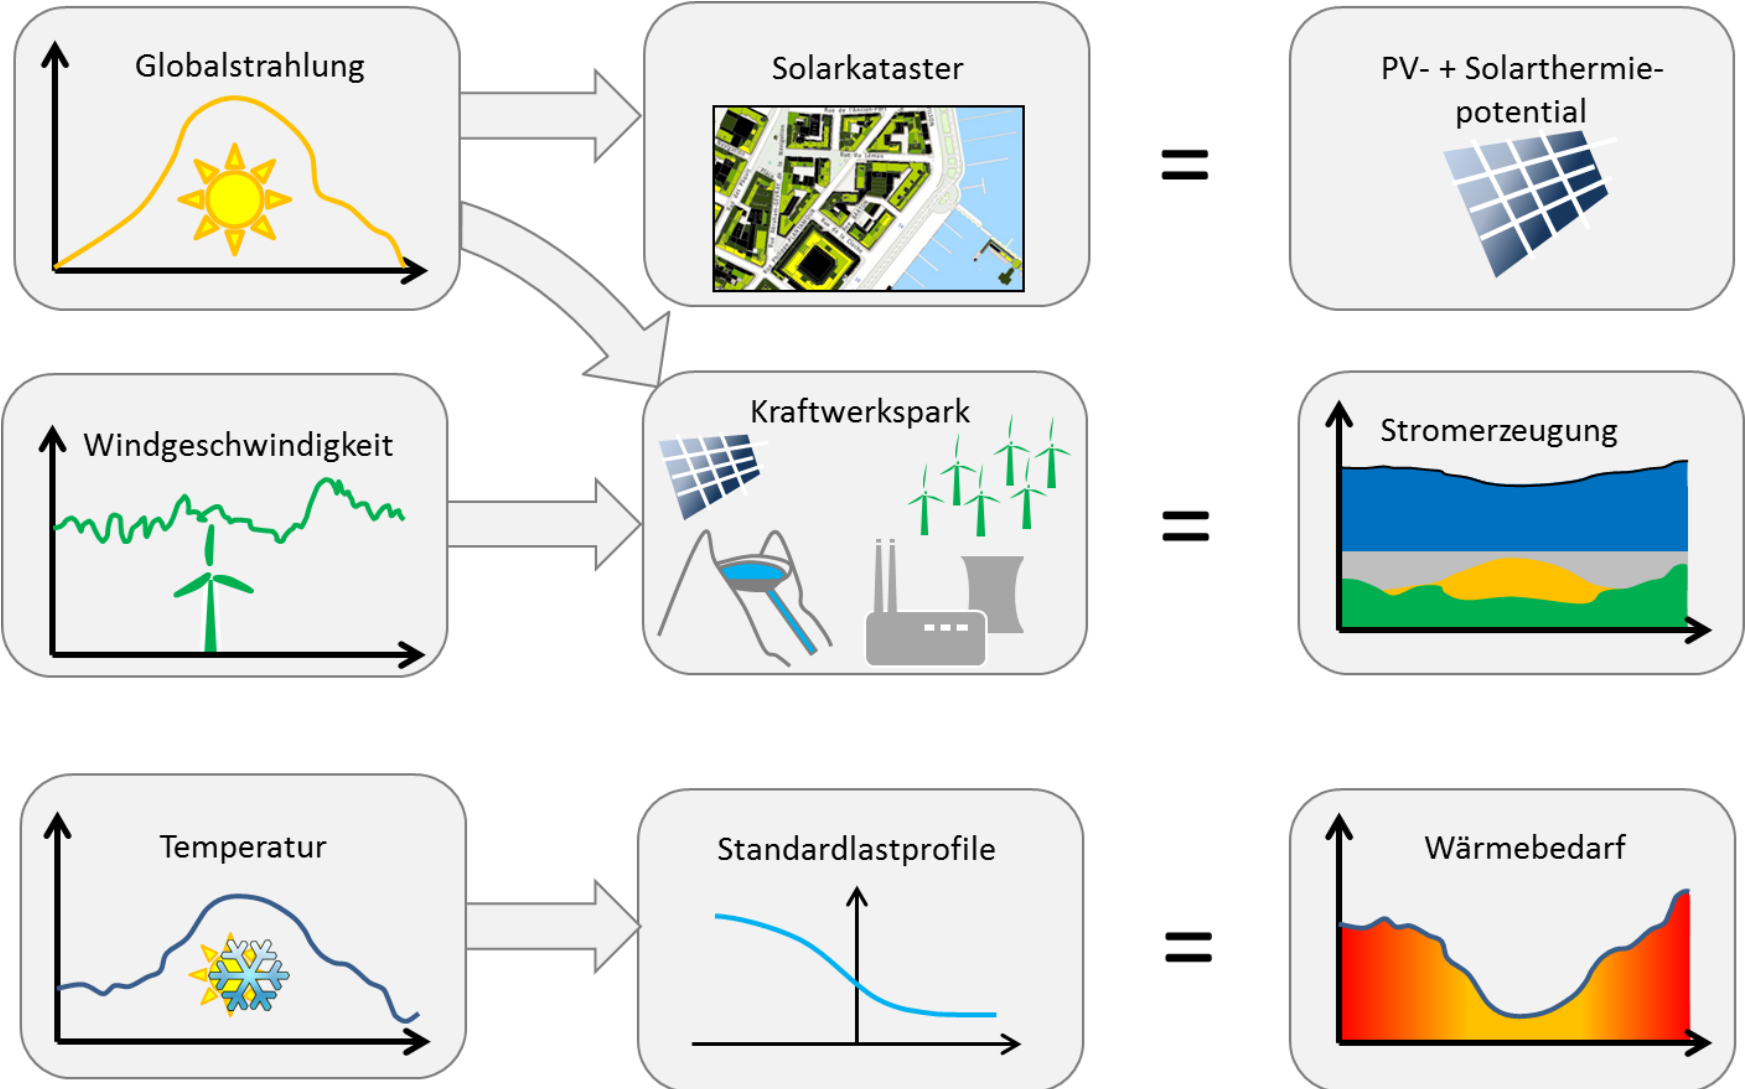 Globalstrahlung
Solarkataster
=
PV- + Solarthermie-
potential
Windgeschwindigkeit
Kraftwerkspark
=
Stromerzeugung
Temperatur
Standardlastprofile
=
Wärmebedarf